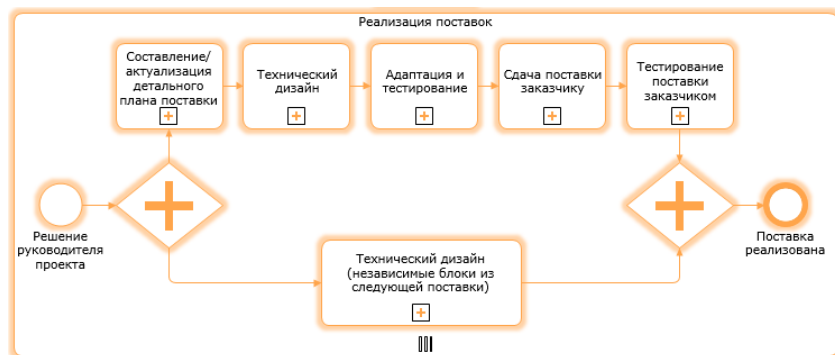 Реализация поставок
Составление/
актуализация
детального
плана поставки
Технический
дизайн
Адаптация и
тестирование
Сдача поставки
заказчику
Тестирование
поставки
заказчиком
Решение
руководителя
проекта
Поставка
реализована
Технический дизайн
(независимые блоки из
следующей поставки)